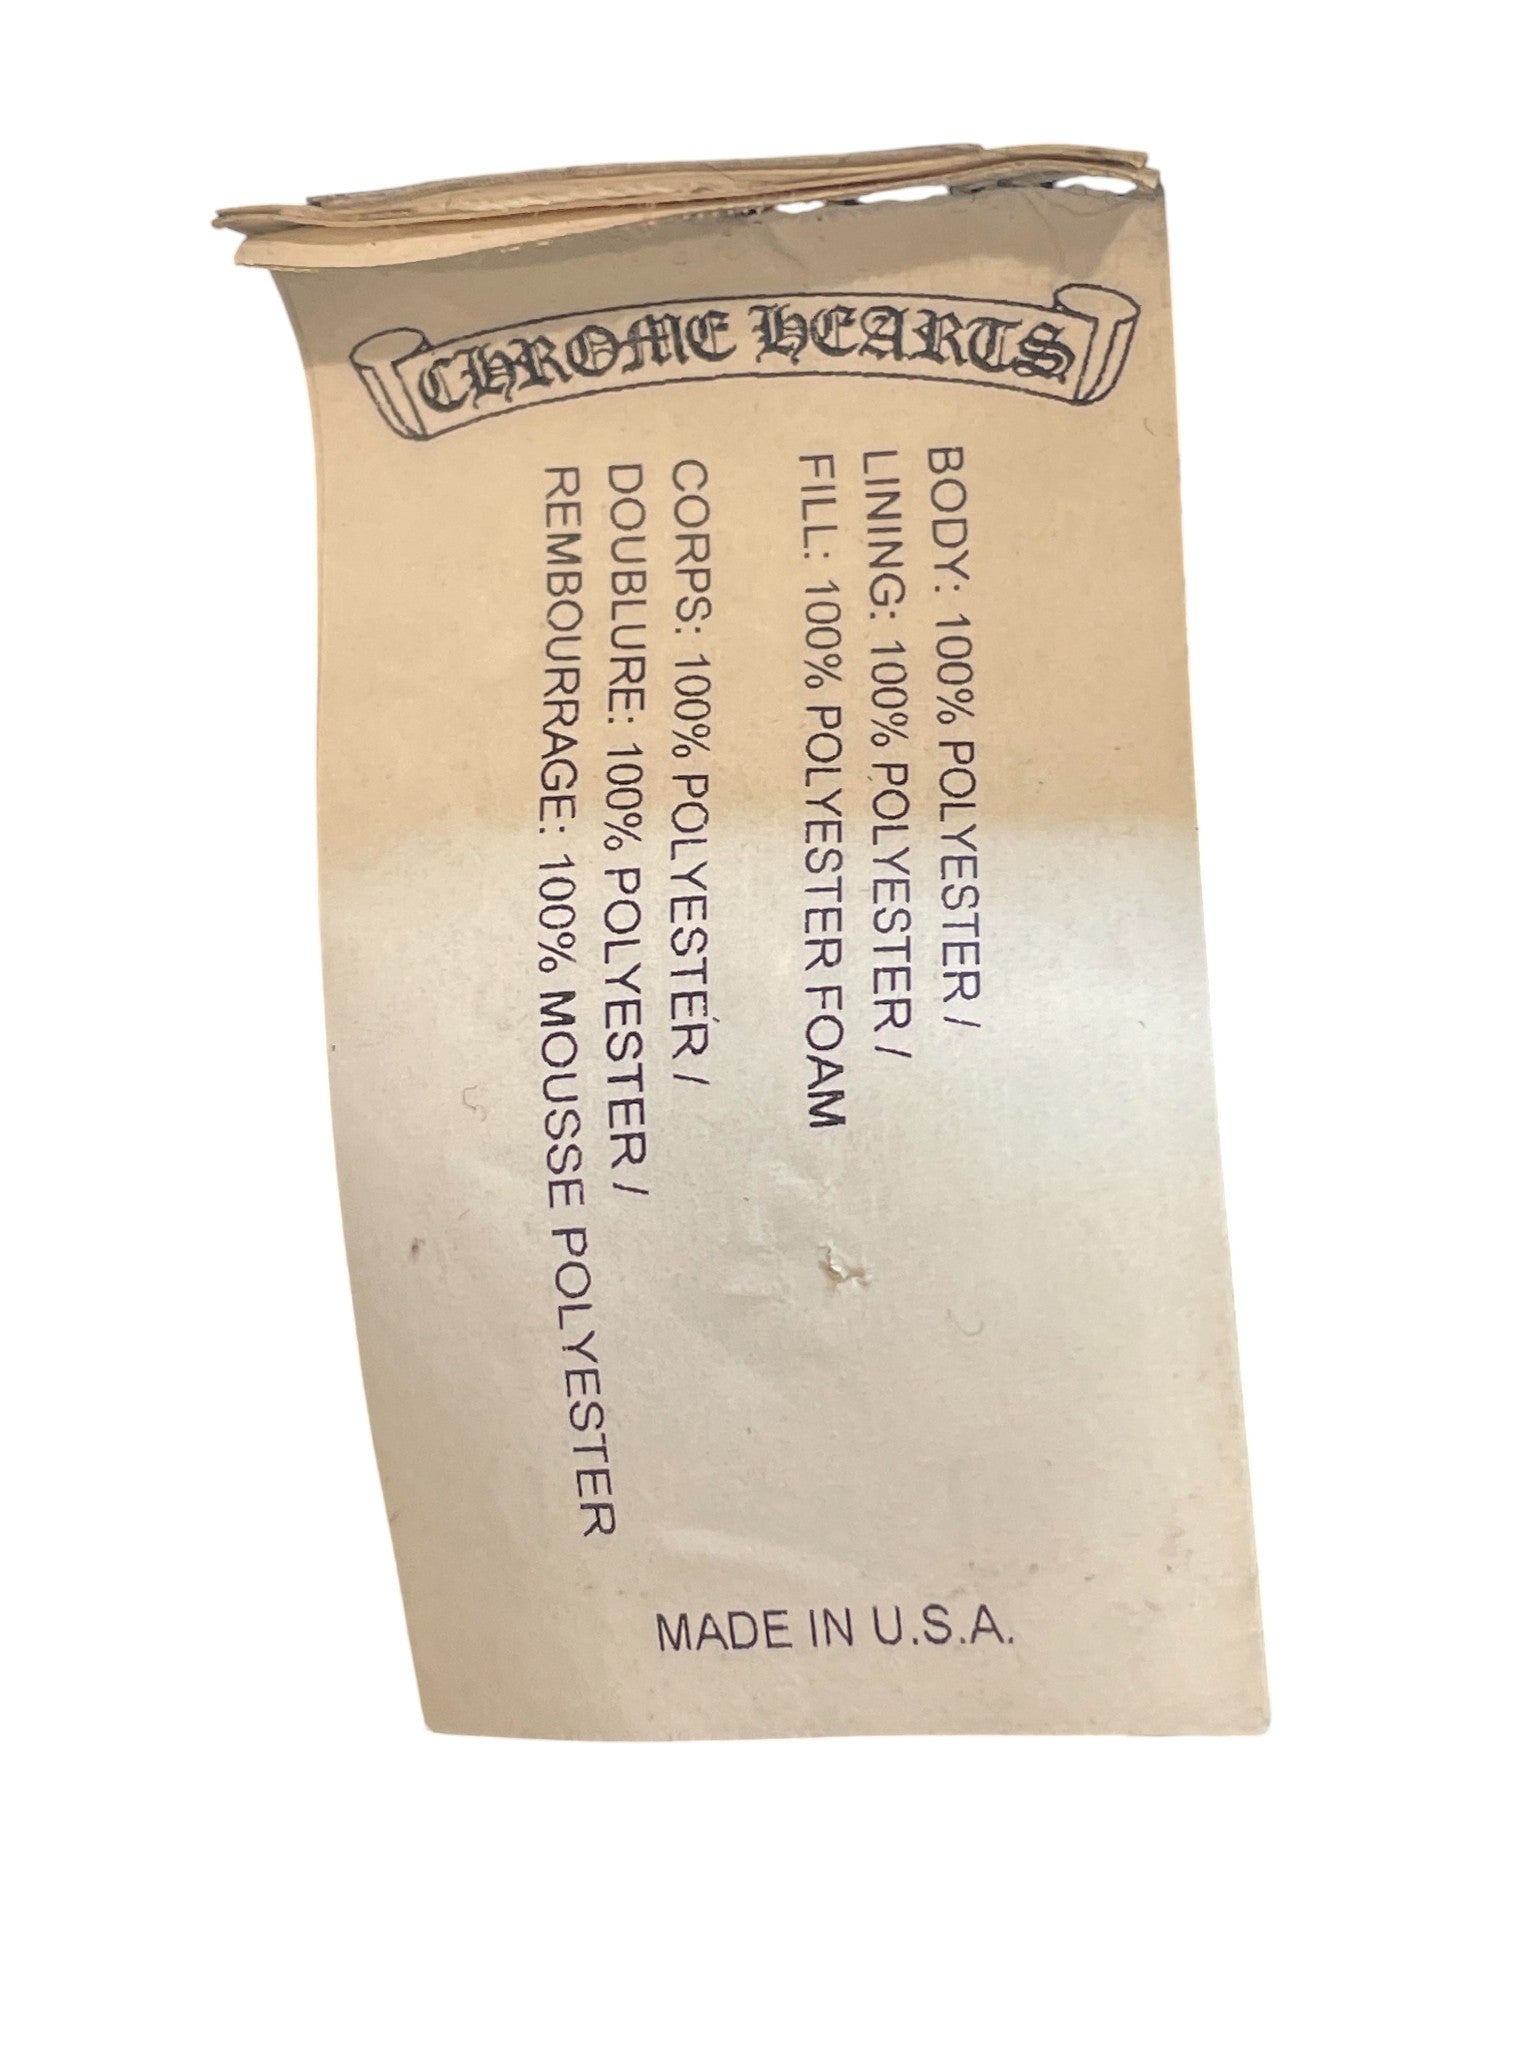 CHROME HEARTS
BODY: 100% POLYESTER /
LINING: 100% POLYESTER /
FILL: 100% POLYESTER FOAM
CORPS: 100% POLYESTER /
DOUBLURE: 100% POLYESTER /
REMBOURRAGE: 100% MOUSSE POLYESTER
MADE IN U.S.A.